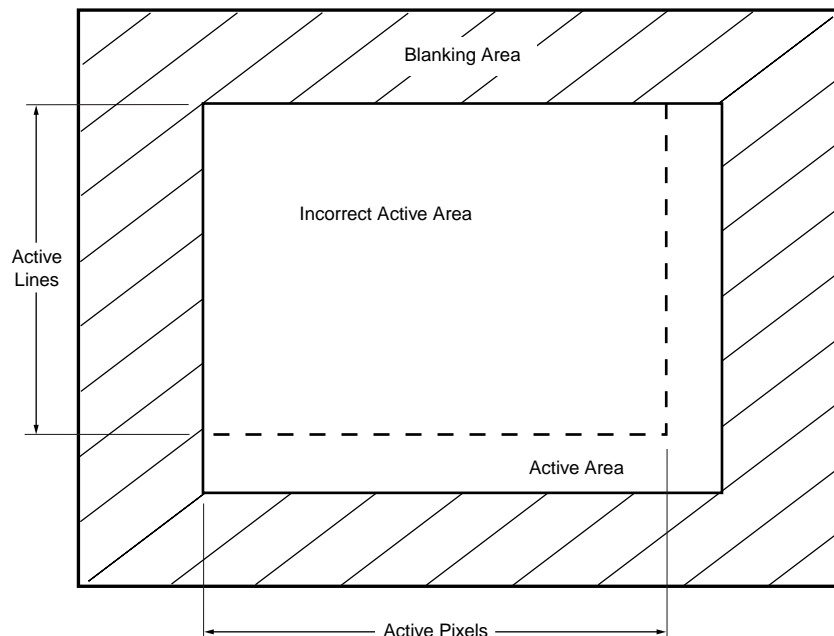 Blanking Area
Incorrect Active Area
Active
Lines
Active Area
Active Pixels